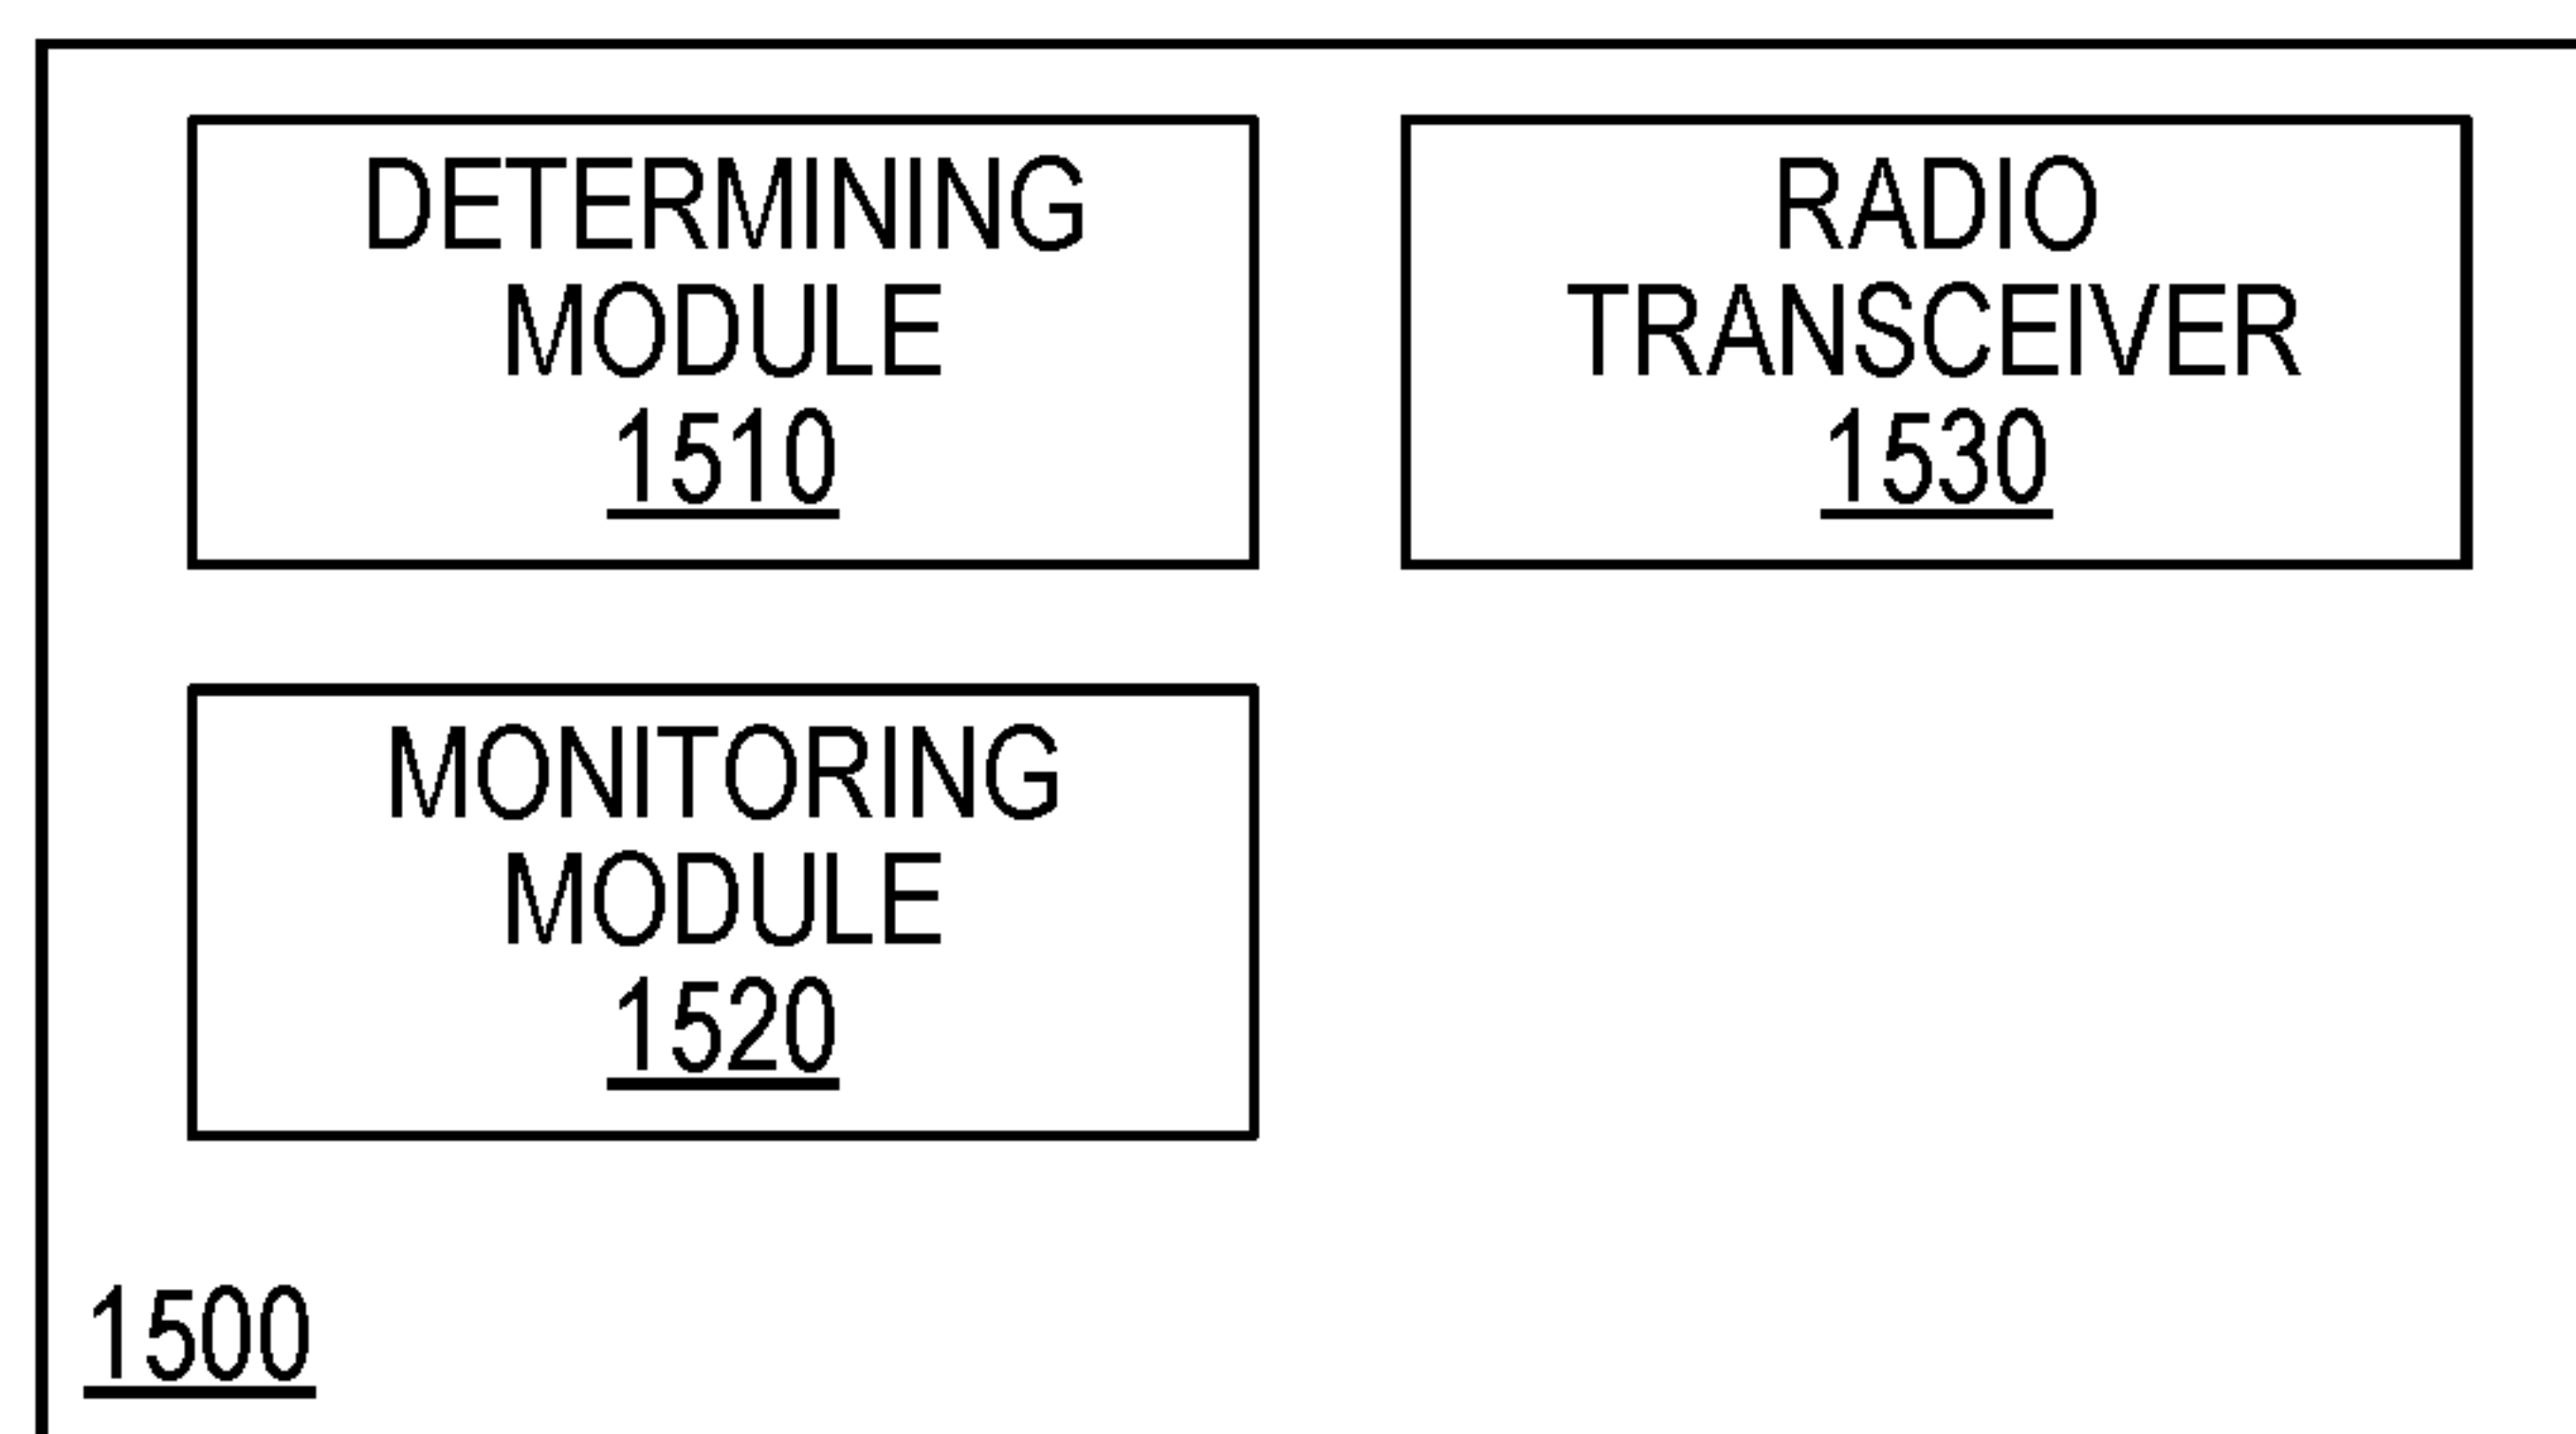 DETERMINING
MODULE
1510
RADIO
TRANSCEIVER
1530
MONITORING
MODULE
1520
1500